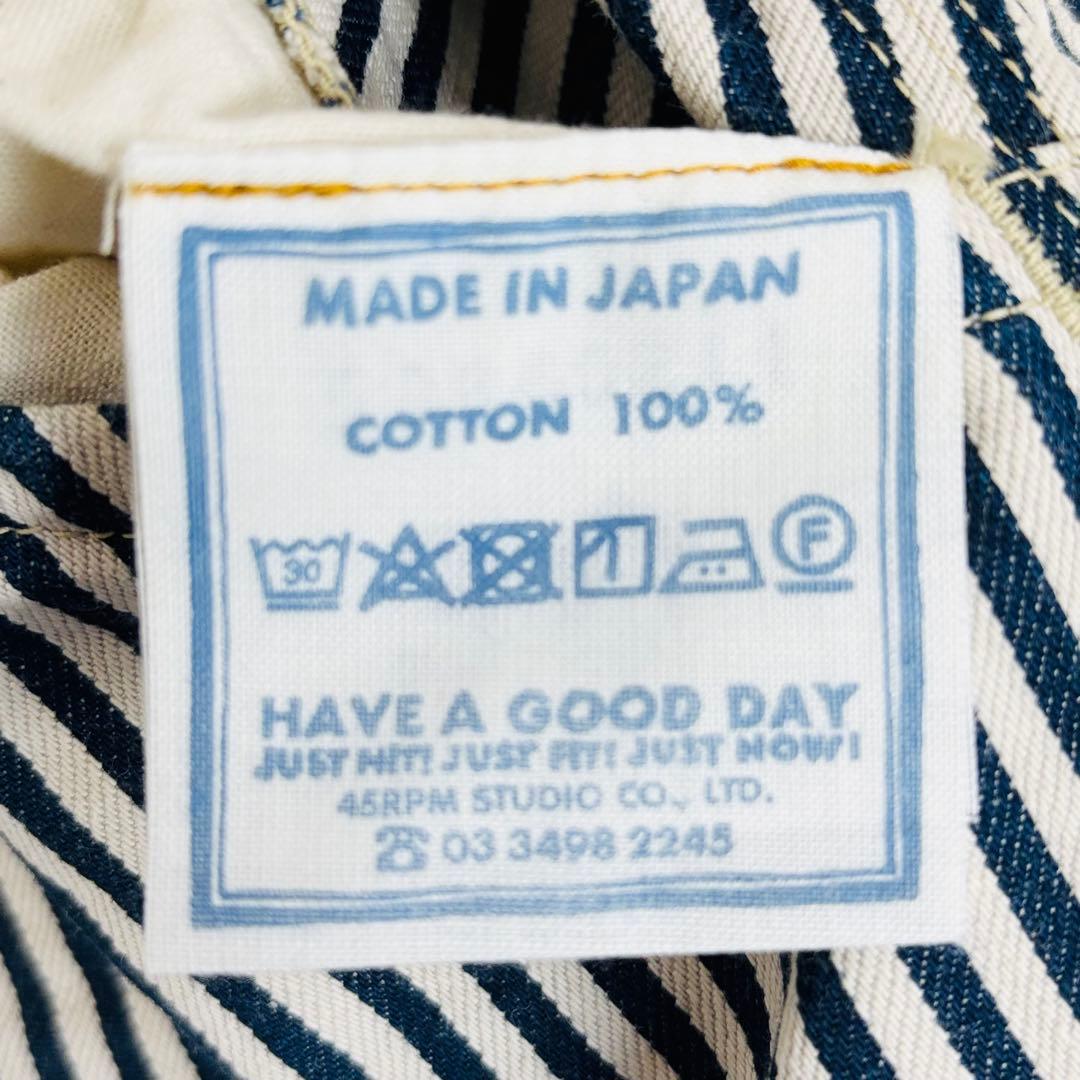 MADE IN JAPAN
COTTON 100%
30 F
HAVE A GOOD DAY
JUST HIT! JUST FIT! JUST NOW!
45RPM STUDIO CO., LTD.
☎ 03 3498 2245